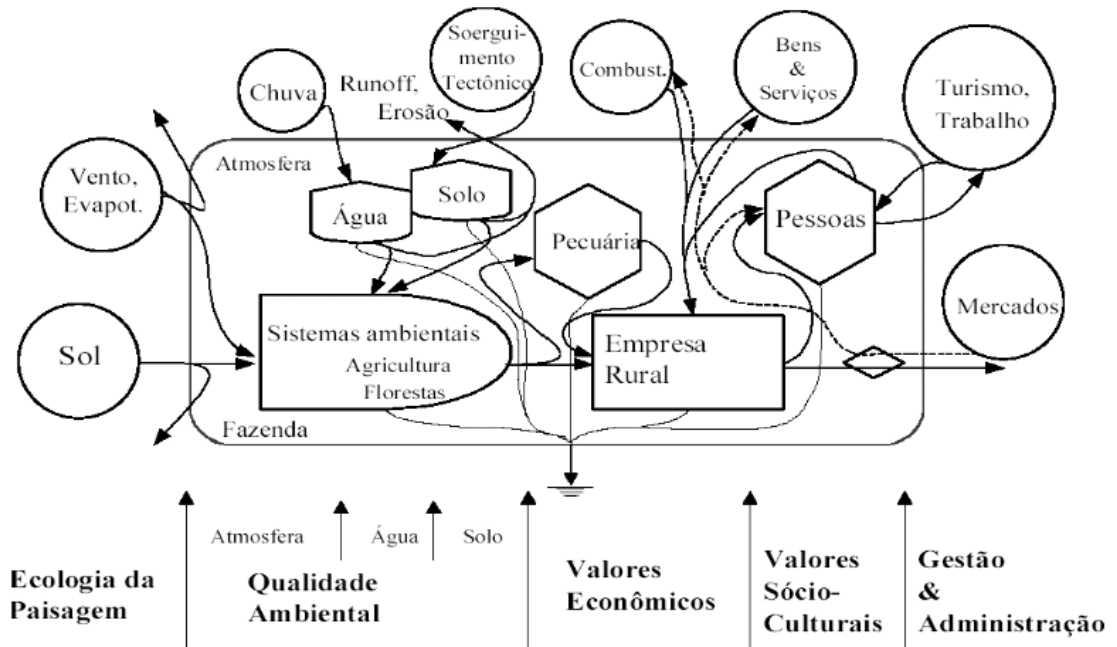 Soergui-
mento
Tectônico
Bens
&
Serviços
Combust.
Turismo,
Trabalho
Chuva
Runoff,
Erosão
Vento,
Evapot.
Atmosfera
Água
Solo
Pecuária
Pessoas
Mercados
Sol
Sistemas ambientais
Agricultura
Florestas
Empresa
Rural
Fazenda
Atmosfera
Água
Solo
Ecologia da
Paisagem
Qualidade
Ambiental
Valores
Econômicos
Valores
Sócio-
Culturais
Gestão
&
Administração